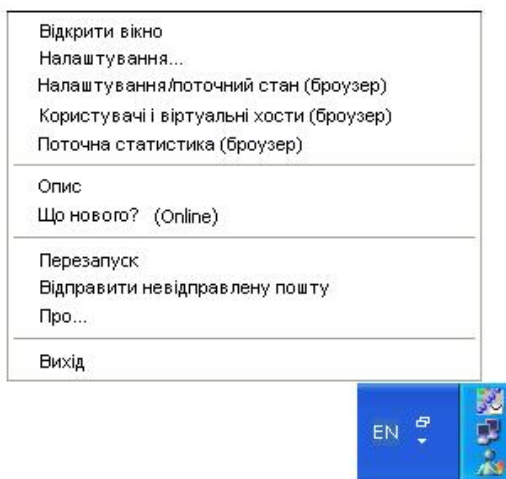 Відкрити вікно
Налаштування...
Налаштування/поточний стан (броузер)
Користувачі і віртуальні хости (броузер)
Поточна статистика (броузер)
Опис
Що нового? (Online)
Перезапуск
Відправити невідправлену пошту
Про...
Вихід
EN